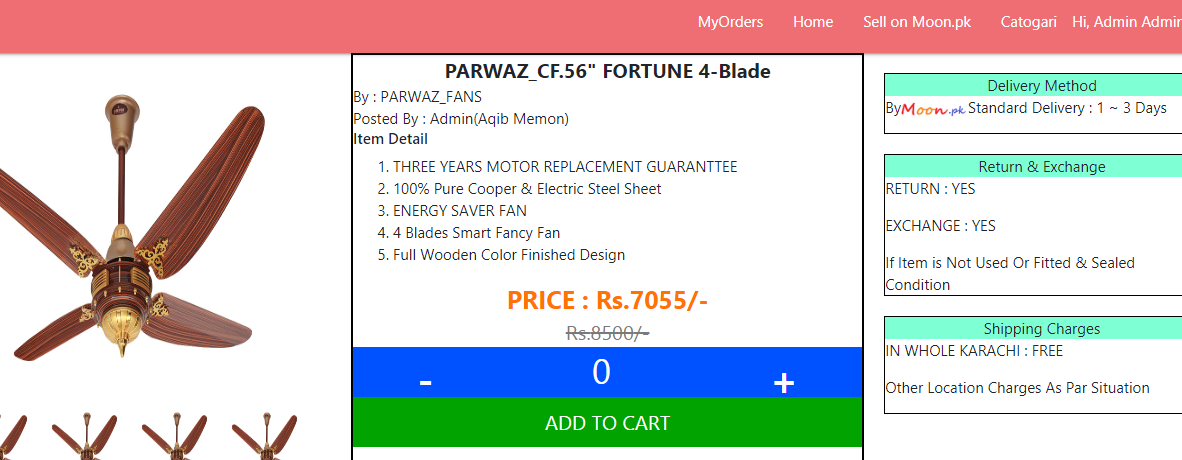 MyOrders Home Sell on Moon.pk Catogari Hi, Admin Admin
PARWAZ_CF.56" FORTUNE 4-Blade
By : PARWAZ_FANS
Posted By : Admin(Aqib Memon)
Item Detail
1. THREE YEARS MOTOR REPLACEMENT GUARANTTEE
2. 100% Pure Cooper & Electric Steel Sheet
3. ENERGY SAVER FAN
4. 4 Blades Smart Fancy Fan
5. Full Wooden Color Finished Design
PRICE : Rs.7055/-
Rs.8500/-
- 0 +
ADD TO CART
Delivery Method
By Moon.pk Standard Delivery : 1 ~ 3 Days
Return & Exchange
RETURN : YES
EXCHANGE : YES
If Item is Not Used Or Fitted & Sealed
Condition
Shipping Charges
IN WHOLE KARACHI : FREE
Other Location Charges As Par Situation